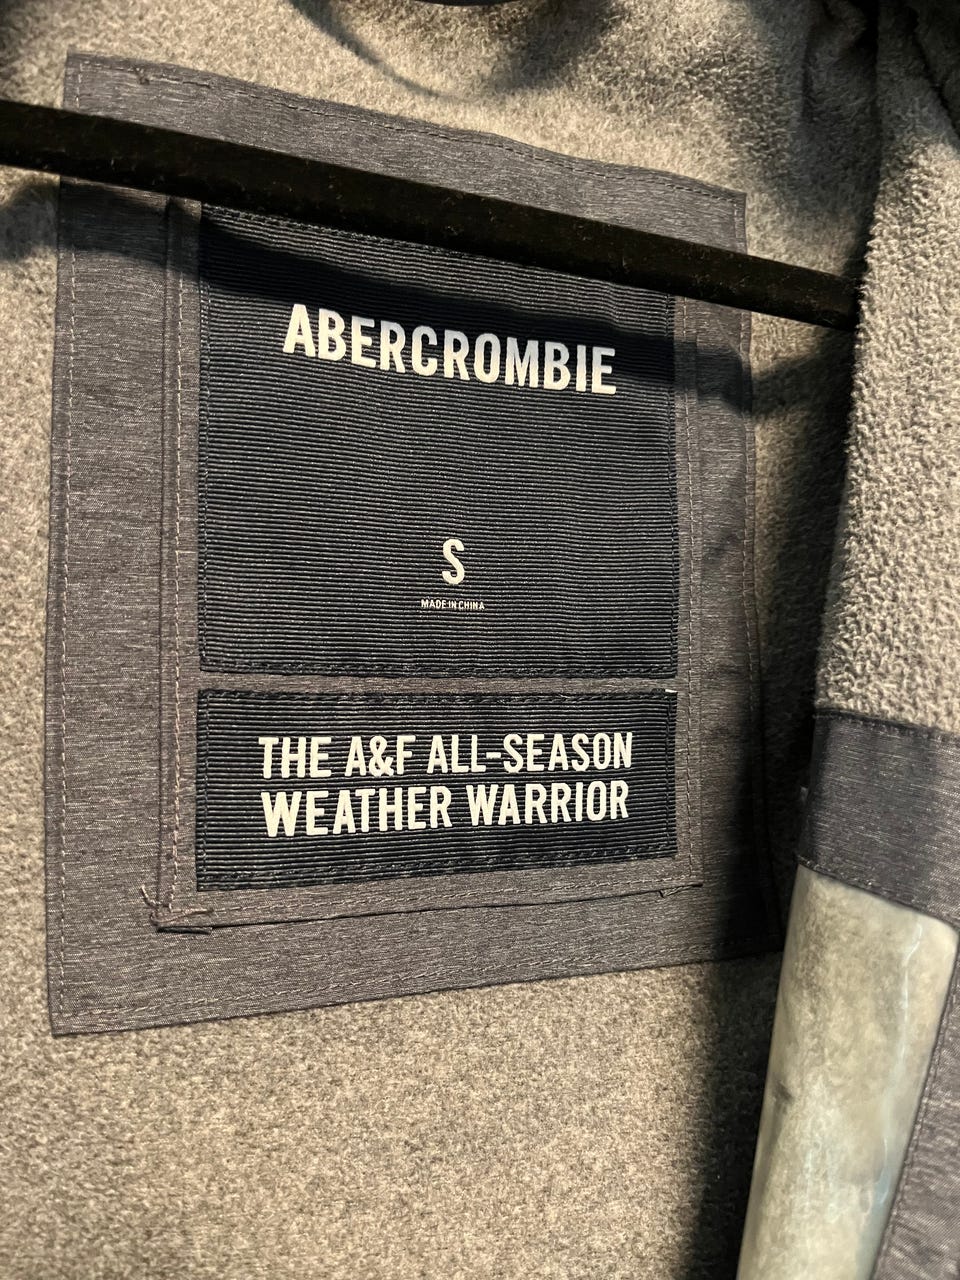 ABERCROMBIE
S
MADE IN CHINA
THE A&F ALL-SEASON
WEATHER WARRIOR